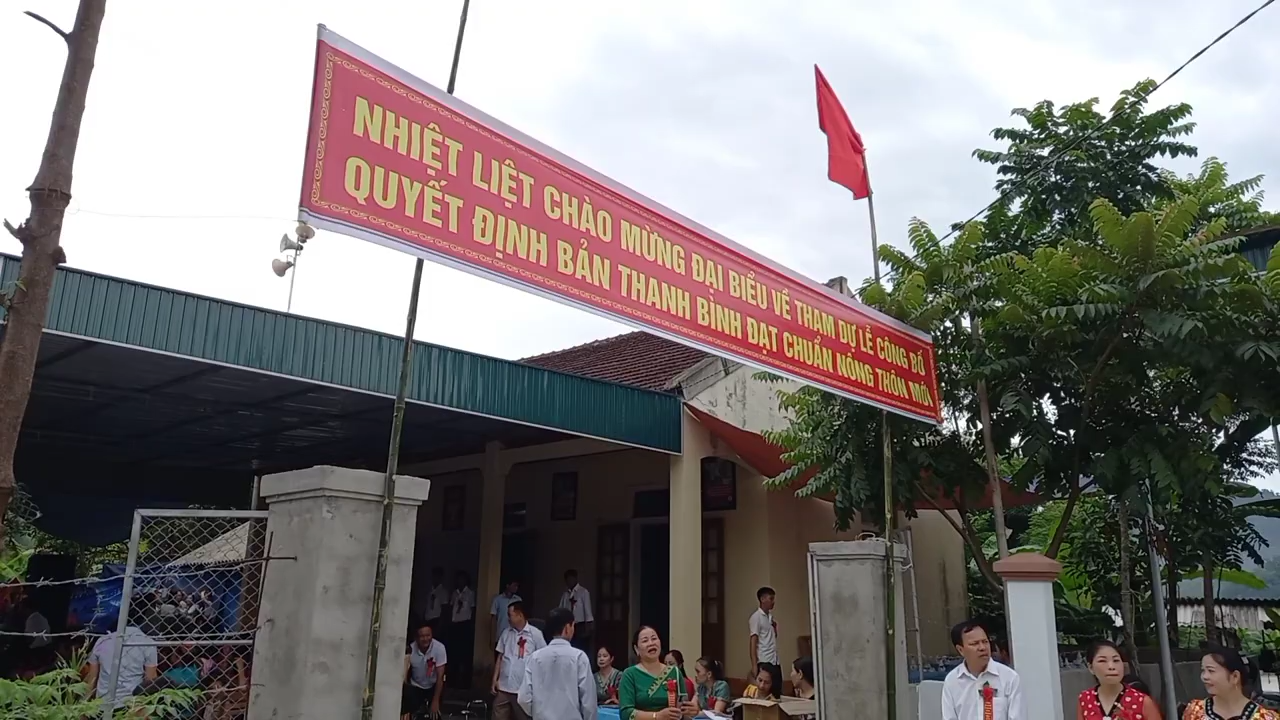 NHIỆT LIỆT CHÀO MỪNG ĐẠI BIỂU VỀ THAM DỰ LỄ CÔNG BỐ
QUYẾT ĐỊNH BẢN THANH BÌNH ĐẠT CHUẨN NÔNG THÔN MỚI